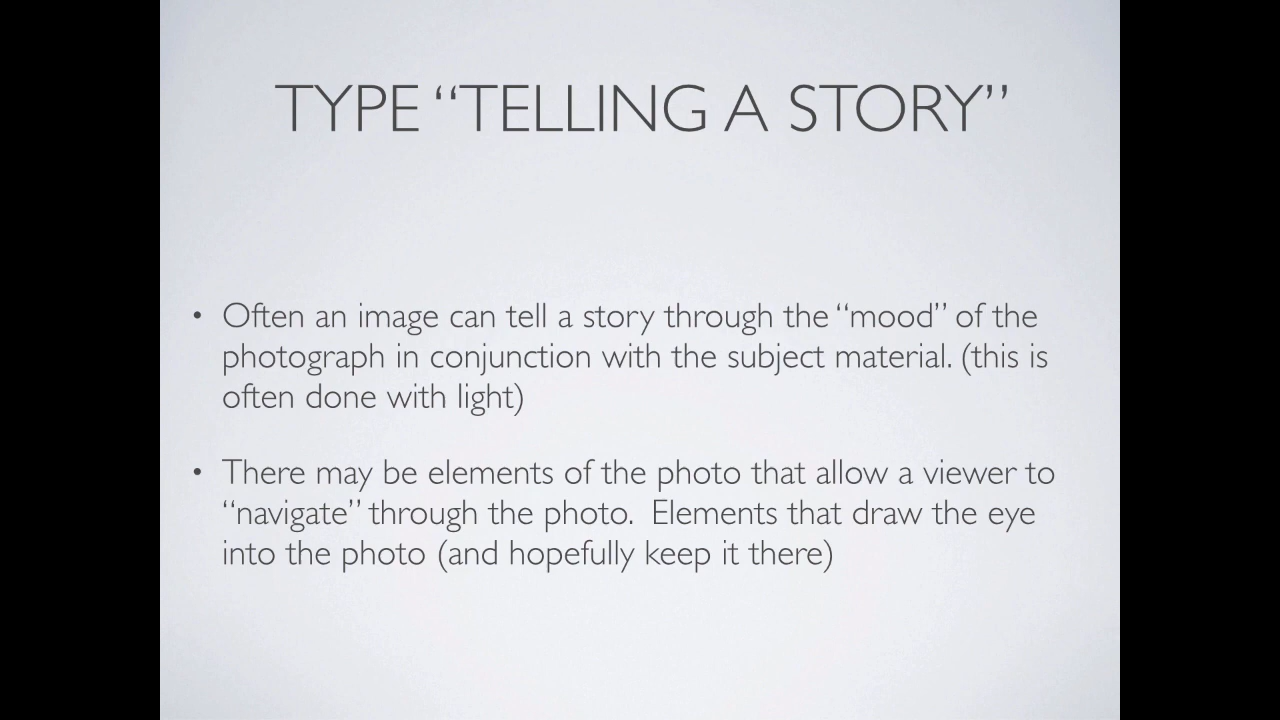 TYPE “TELLING A STORY”
• Often an image can tell a story through the “mood” of the
photograph in conjunction with the subject material. (this is
often done with light)
• There may be elements of the photo that allow a viewer to
“navigate” through the photo.  Elements that draw the eye
into the photo (and hopefully keep it there)